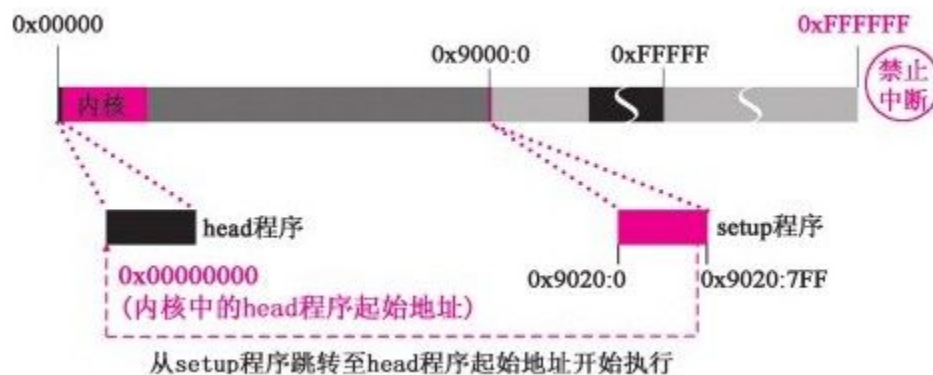 0x00000
0xFFFFFF
0x9000:0
0xFFFFF
禁止
中断
内核
head程序
setup程序
0x00000000
(内核中的head程序起始地址)
0x9020:0
0x9020:7FF
从setup程序跳转至head程序起始地址开始执行